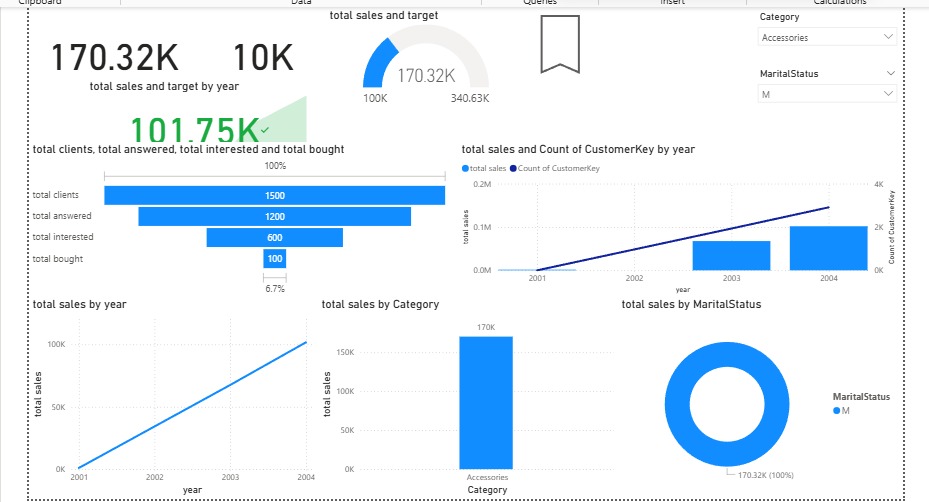 Clipboard
Data
Queries
Insert
Calculations
170.32K
10K
total sales and target
170.32K
100K
340.63K
Category
Accessories
MaritalStatus
M
total sales and target by year
101.75K
total clients, total answered, total interested and total bought
100%
total clients
1500
total answered
1200
total interested
600
total bought
100
6.7%
total sales and Count of CustomerKey by year
total sales
Count of CustomerKey
0.2M
0.1M
0.0M
total sales
4K
2K
0K
Count of CustomerKey
2001
2002
2003
2004
year
total sales by year
100K
50K
0K
total sales
2001
2002
2003
2004
year
total sales by Category
170K
150K
100K
50K
0K
total sales
Accessories
Category
total sales by MaritalStatus
170.32K (100%)
MaritalStatus
M